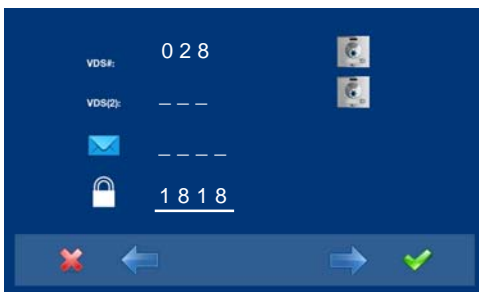 VDS#: 028
VDS(2): _ _ _
_ _ _ _
1818